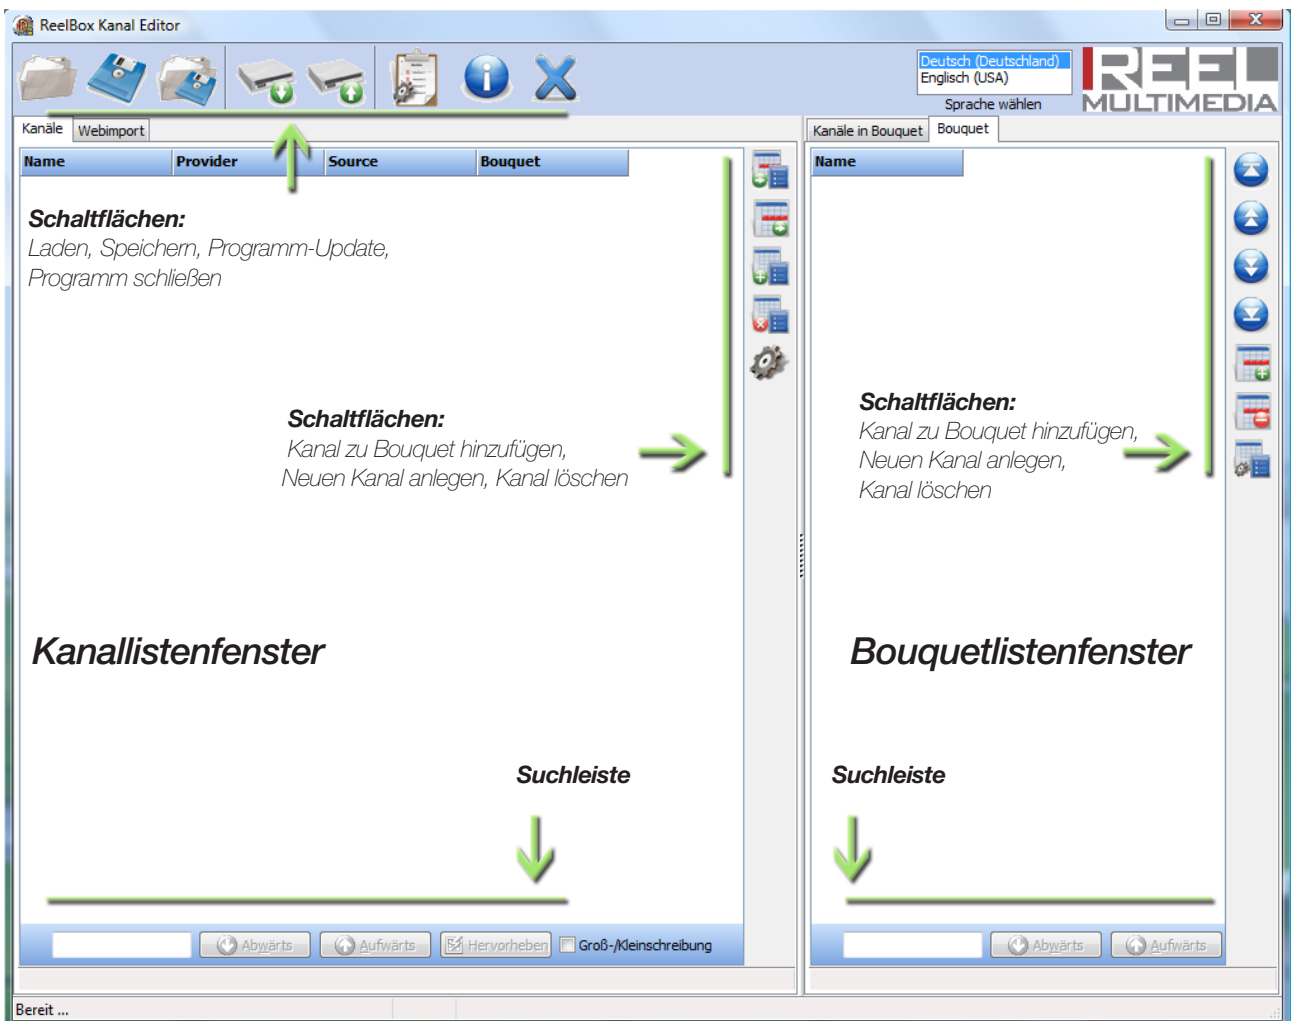 ReelBox Kanal Editor
Deutsch (Deutschland)
Englisch (USA)
Sprache wählen
REEL
MULTIMEDIA
Kanäle
Webimport
Kanäle in Bouquet
Bouquet
Name
Provider
Source
Bouquet
Name
Schaltflächen:
Laden, Speichern, Programm-Update,
Programm schließen
Schaltflächen:
Kanal zu Bouquet hinzufügen,
Neuen Kanal anlegen, Kanal löschen
Schaltflächen:
Kanal zu Bouquet hinzufügen,
Neuen Kanal anlegen,
Kanal löschen
Kanallistenfenster
Bouquetlistenfenster
Suchleiste
Suchleiste
Abwärts
Aufwärts
Hervorheben
Groß-/Kleinschreibung
Abwärts
Aufwärts
Bereit ...